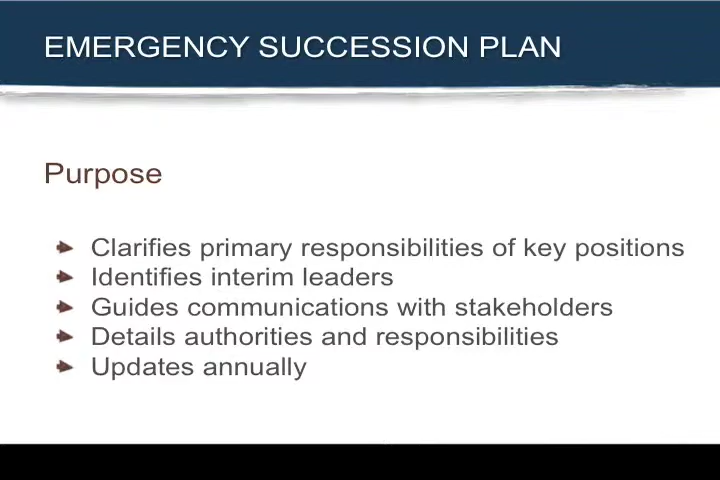 EMERGENCY SUCCESSION PLAN
Purpose
Clarifies primary responsibilities of key positions
Identifies interim leaders
Guides communications with stakeholders
Details authorities and responsibilities
Updates annually